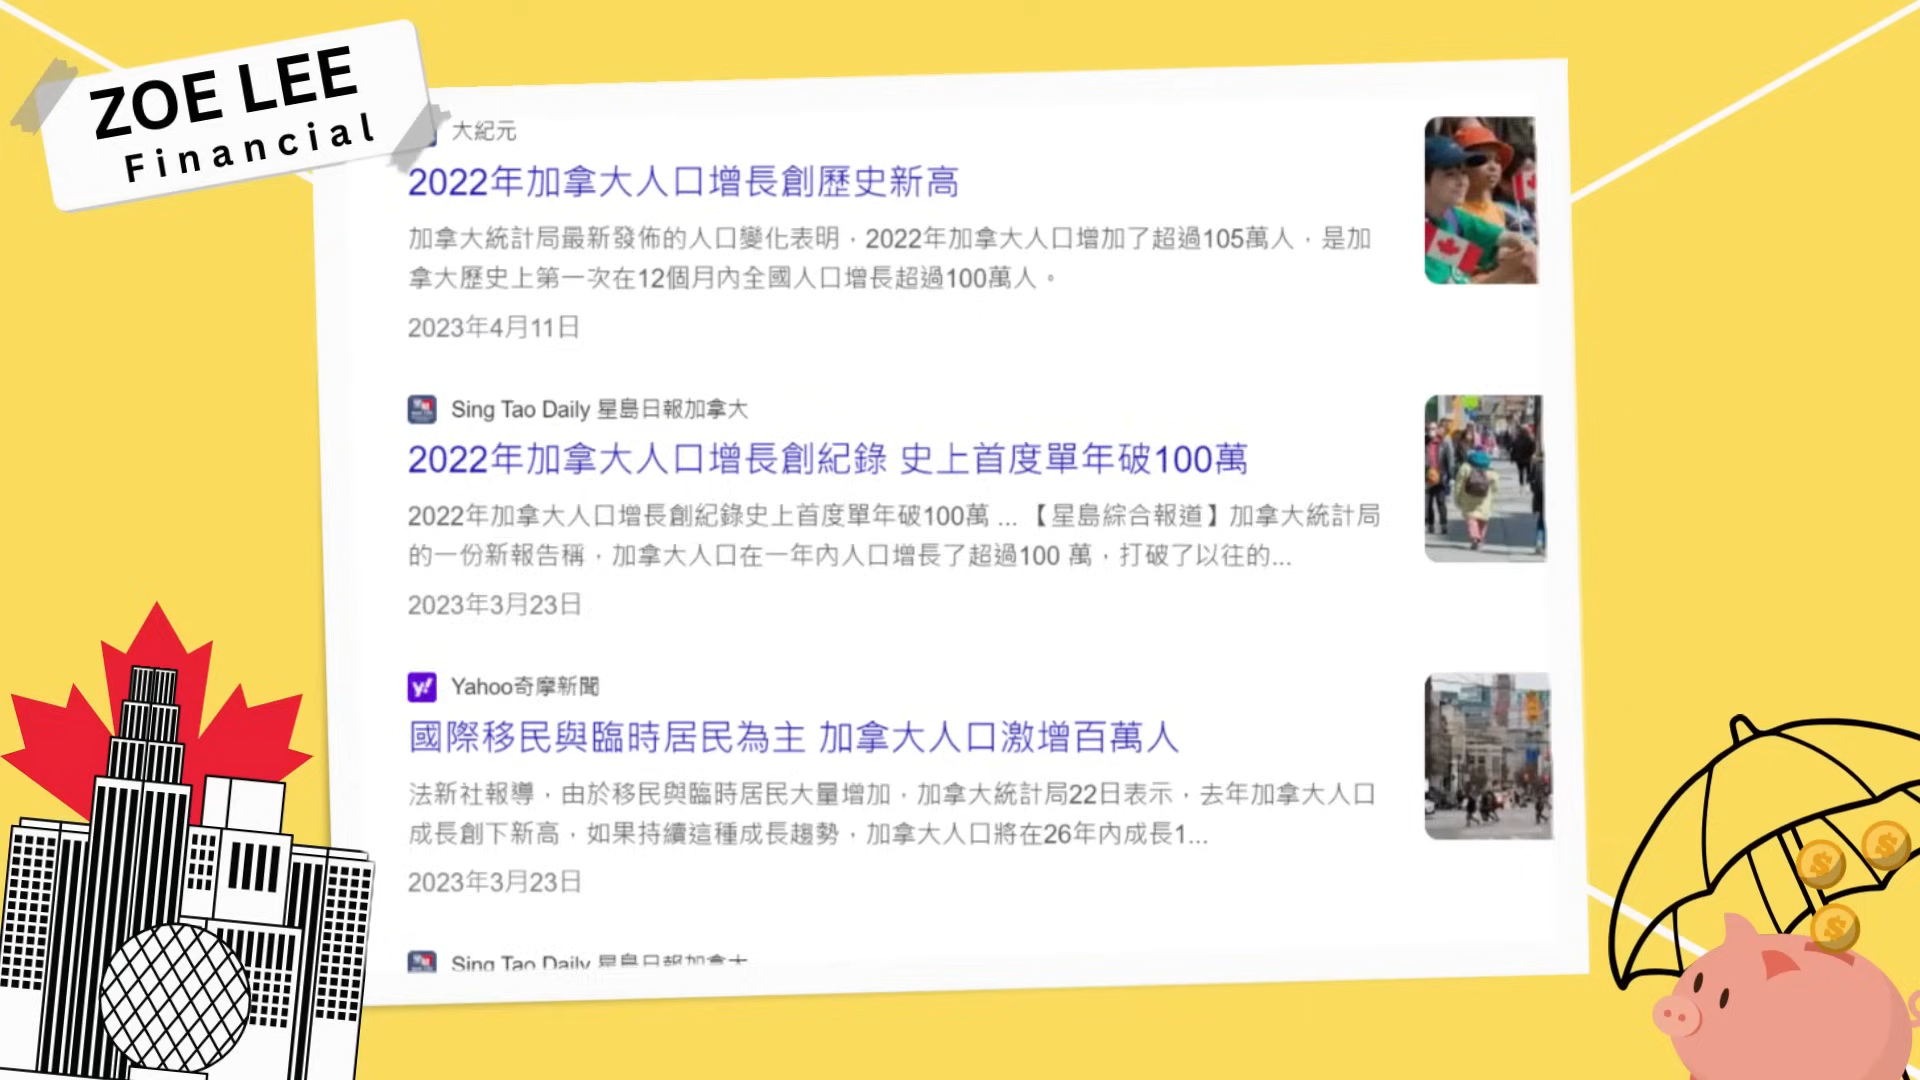 ZOE LEE
Financial
大紀元
2022年加拿大人口增長創歷史新高
加拿大統計局最新發佈的人口變化表明，2022年加拿大人口增加了超過105萬人，是加
拿大歷史上第一次在12個月內全國人口增長超過100萬人。
2023年4月11日
Sing Tao Daily 星島日報加拿大
2022年加拿大人口增長創紀錄 史上首度單年破100萬
2022年加拿大人口增長創紀錄史上首度單年破100萬 ... 【星島綜合報道】加拿大統計局
的一份新報告稱，加拿大人口在一年內人口增長了超過100 萬，打破了以往的...
2023年3月23日
Yahoo奇摩新聞
國際移民與臨時居民為主 加拿大人口激增百萬人
法新社報導，由於移民與臨時居民大量增加，加拿大統計局22日表示，去年加拿大人口
成長創下新高，如果持續這種成長趨勢，加拿大人口將在26年內成長1...
2023年3月23日
Sing Tao Daily 星島日報加拿大